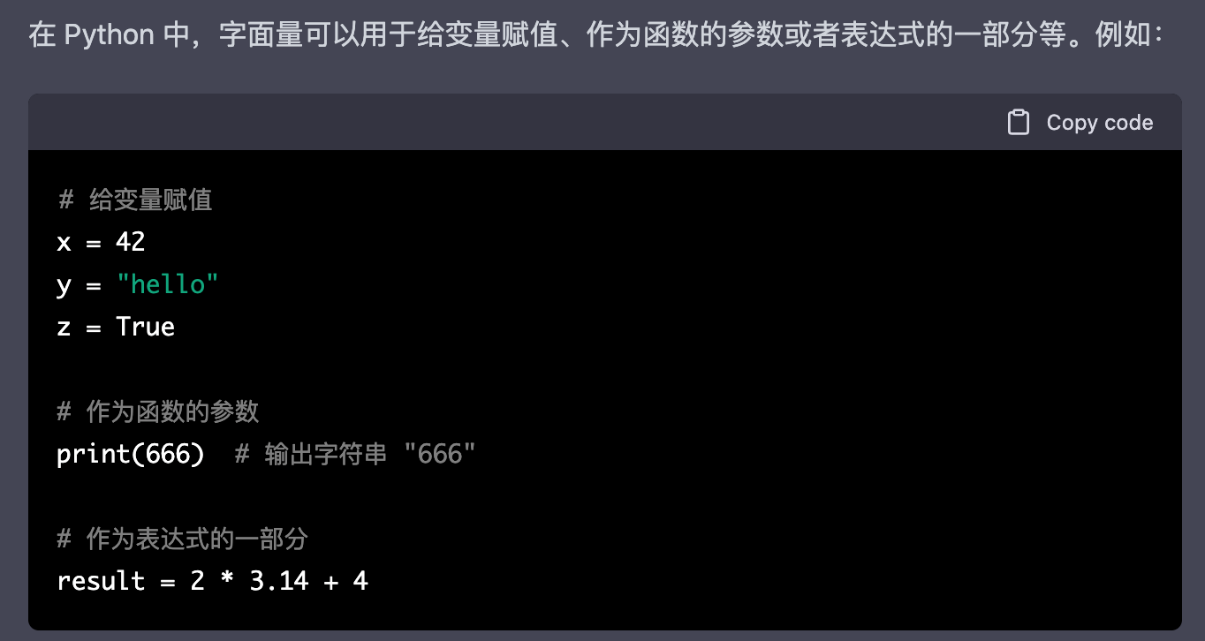 在 Python 中，字面量可以用于给变量赋值、作为函数的参数或者表达式的一部分等。例如：
Copy code
# 给变量赋值
x = 42
y = "hello"
z = True
# 作为函数的参数
print(666)  # 输出字符串 "666"
# 作为表达式的一部分
result = 2 * 3.14 + 4